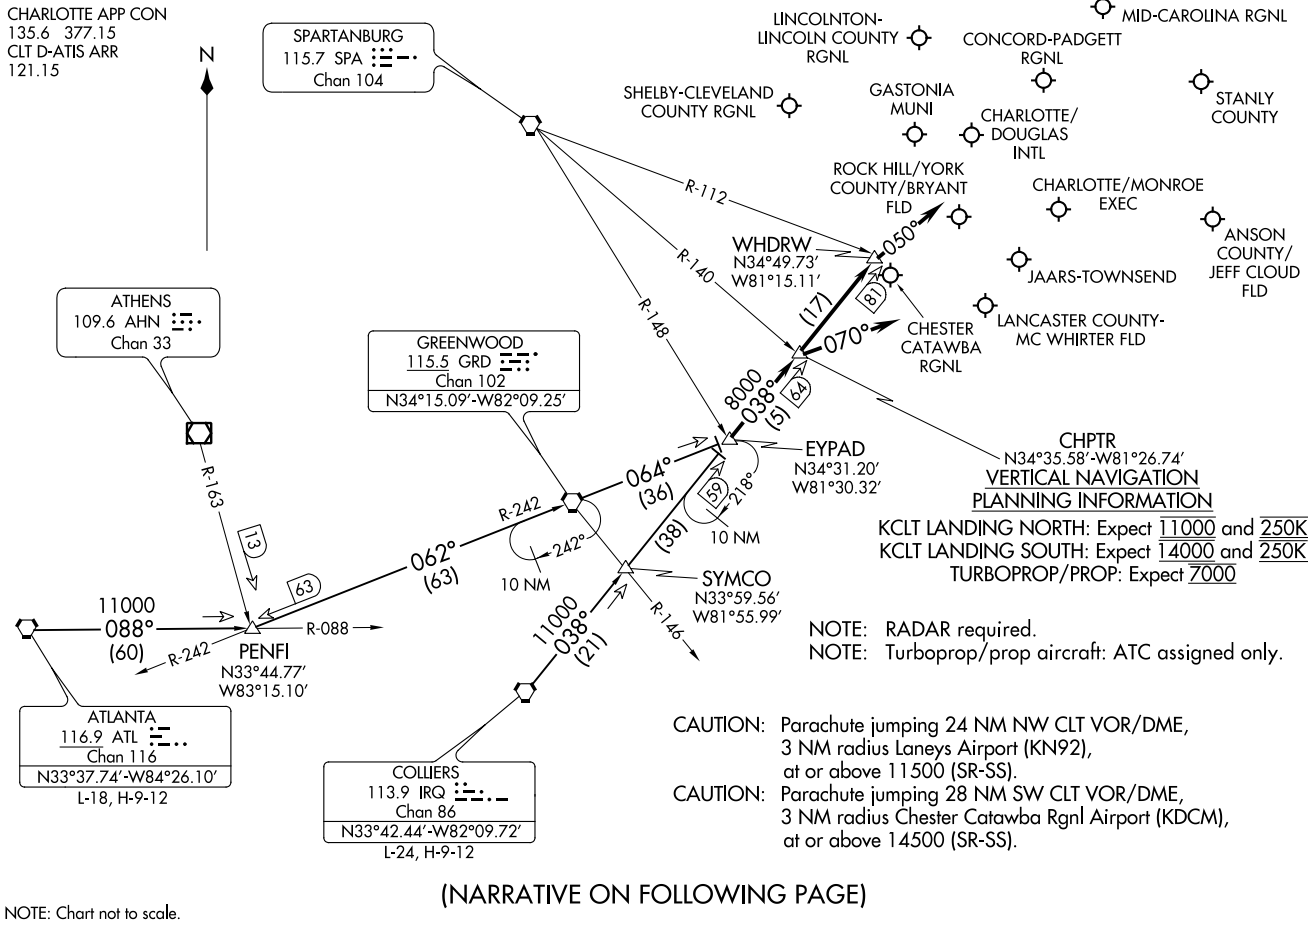 CHARLOTTE APP CON
135.6 377.15
CLT D-ATIS ARR
121.15
N
SPARTANBURG
115.7 SPA
Chan 104
LINCOLNTON-
LINCOLN COUNTY
RGNL
MID-CAROLINA RGNL
CONCORD-PADGETT
RGNL
SHELBY-CLEVELAND
COUNTY RGNL
GASTONIA
MUNI
STANLY
COUNTY
CHARLOTTE/
DOUGLAS
INTL
ROCK HILL/YORK
COUNTY/BRYANT
FLD
CHARLOTTE/MONROE
EXEC
ANSON
COUNTY/
JEFF CLOUD
FLD
JAARS-TOWNSEND
LANCASTER COUNTY-
MC WHIRTER FLD
CHESTER
CATAWBA
RGNL
R-112
R-140
R-148
WHDRW
N34°49.73'
W81°15.11'
050°
81
(17)
070°
64
8000
038°
(5)
ATHENS
109.6 AHN
Chan 33
GREENWOOD
115.5 GRD
Chan 102
N34°15.09'-W82°09.25'
R-163
13
EYPAD
N34°31.20'
W81°30.32'
CHPTR
N34°35.58'-W81°26.74'
VERTICAL NAVIGATION
PLANNING INFORMATION
KCLT LANDING NORTH: Expect 11000 and 250K
KCLT LANDING SOUTH: Expect 14000 and 250K
TURBOPROP/PROP: Expect 7000
064°
(36)
59
218°
10 NM
(38)
R-242
242°
10 NM
062°
(63)
63
SYMCO
N33°59.56'
W81°55.99'
R-146
11000
038°
(21)
11000
088°
(60)
R-088
R-242
PENFI
N33°44.77'
W83°15.10'
NOTE: RADAR required.
NOTE: Turboprop/prop aircraft: ATC assigned only.
ATLANTA
116.9 ATL
Chan 116
N33°37.74'-W84°26.10'
L-18, H-9-12
COLLIERS
113.9 IRQ
Chan 86
N33°42.44'-W82°09.72'
L-24, H-9-12
CAUTION: Parachute jumping 24 NM NW CLT VOR/DME,
3 NM radius Laneys Airport (KN92),
at or above 11500 (SR-SS).
CAUTION: Parachute jumping 28 NM SW CLT VOR/DME,
3 NM radius Chester Catawba Rgnl Airport (KDCM),
at or above 14500 (SR-SS).
(NARRATIVE ON FOLLOWING PAGE)
NOTE: Chart not to scale.